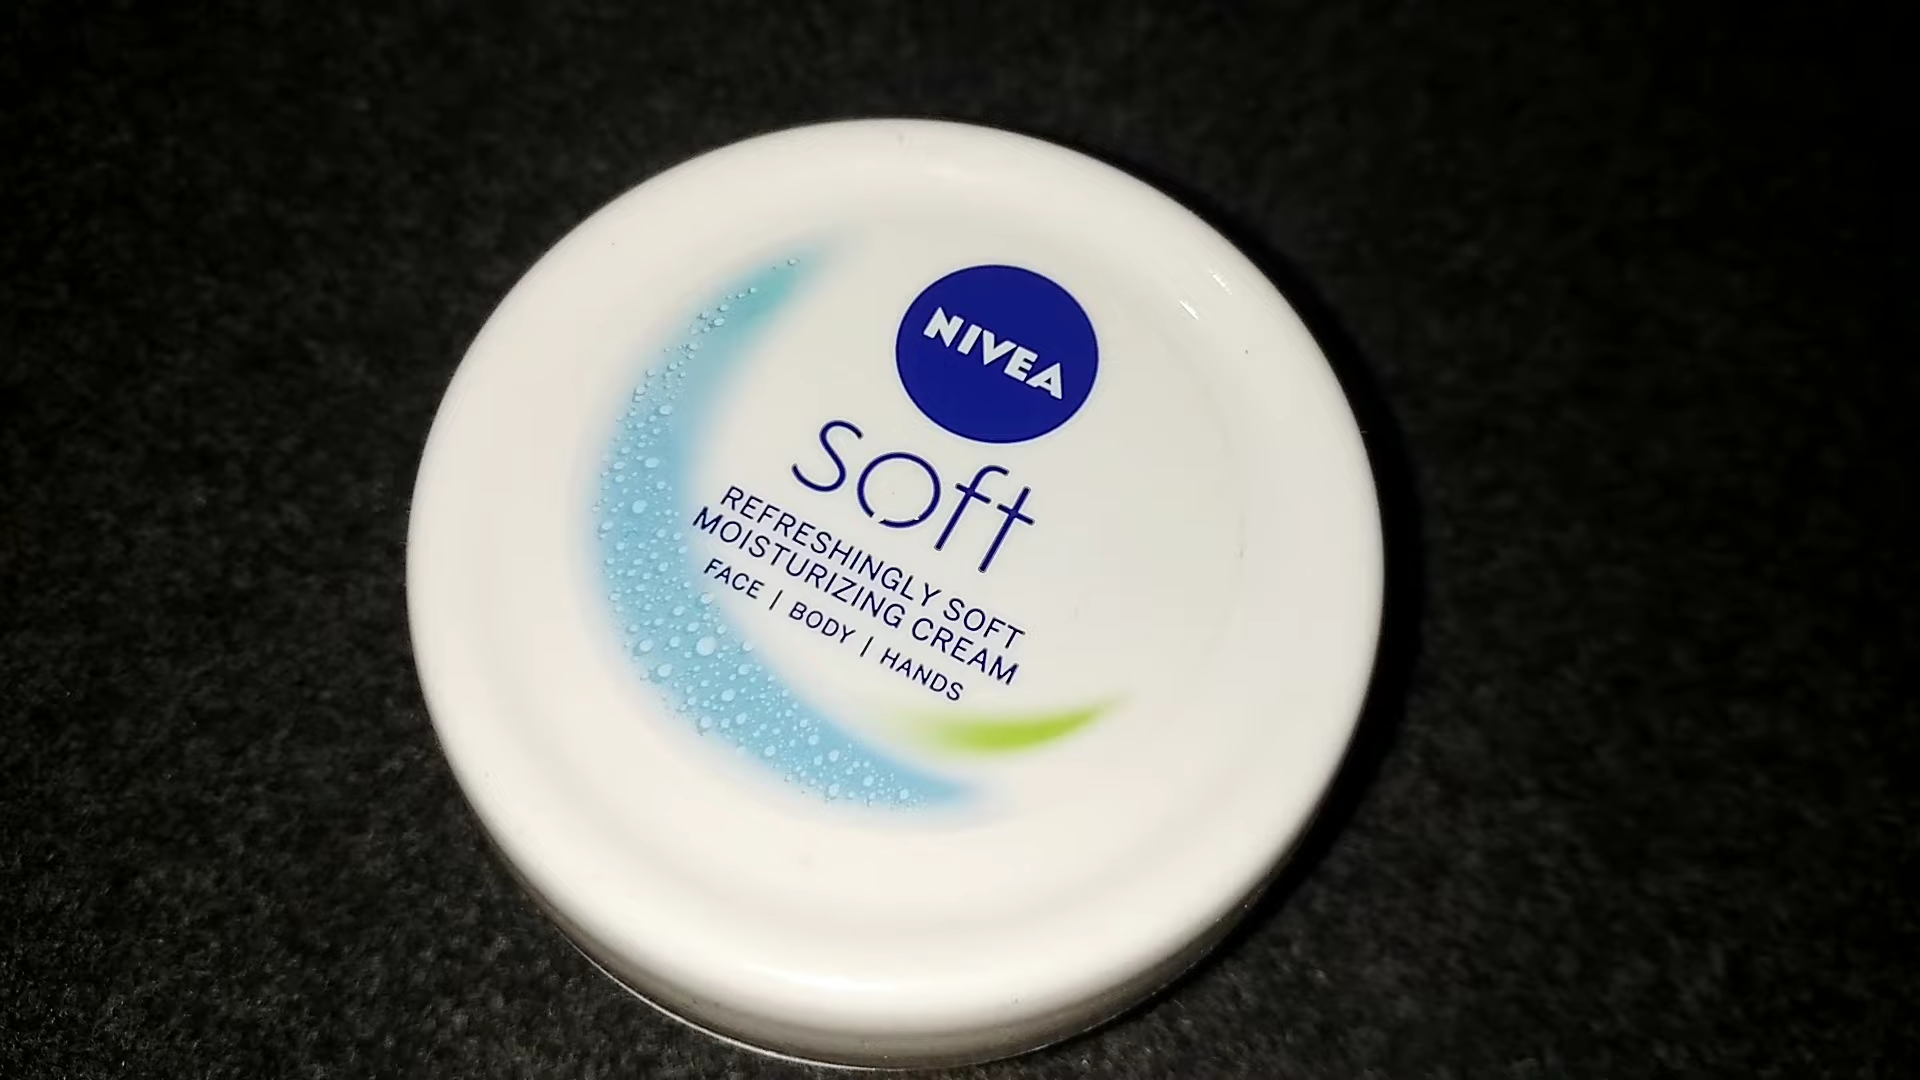 NIVEA
soft
REFRESHINGLY SOFT
MOISTURIZING CREAM
FACE | BODY | HANDS